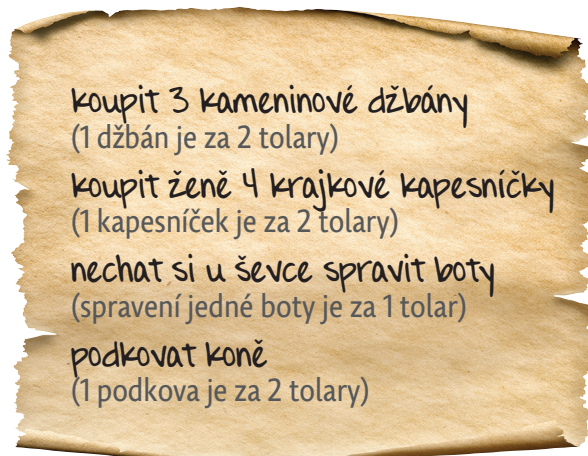 koupit 3 kameninové džbány
(1 džbán je za 2 tolary)
koupit ženě 4 krajkové kapesníčky
(1 kapesníček je za 2 tolary)
nechat si u ševce spravit boty
(spravení jedné boty je za 1 tolar)
podkovat koně
(1 podkova je za 2 tolary)